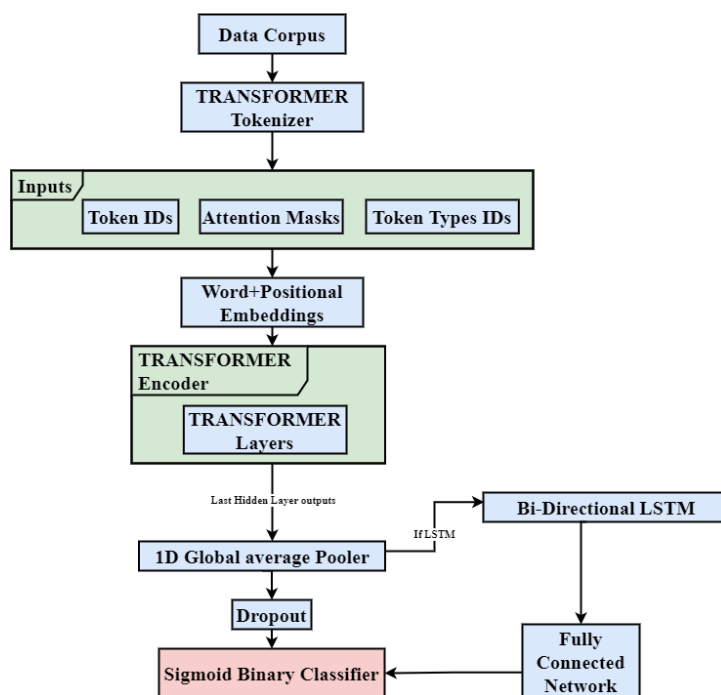 Data Corpus
TRANSFORMER
Tokenizer
Inputs
Token IDs
Attention Masks
Token Types IDs
Word+Positional
Embeddings
TRANSFORMER
Encoder
TRANSFORMER
Layers
Last Hidden Layer outputs
1D Global average Pooler
If LSTM
Bi-Directional LSTM
Dropout
Sigmoid Binary Classifier
Fully
Connected
Network